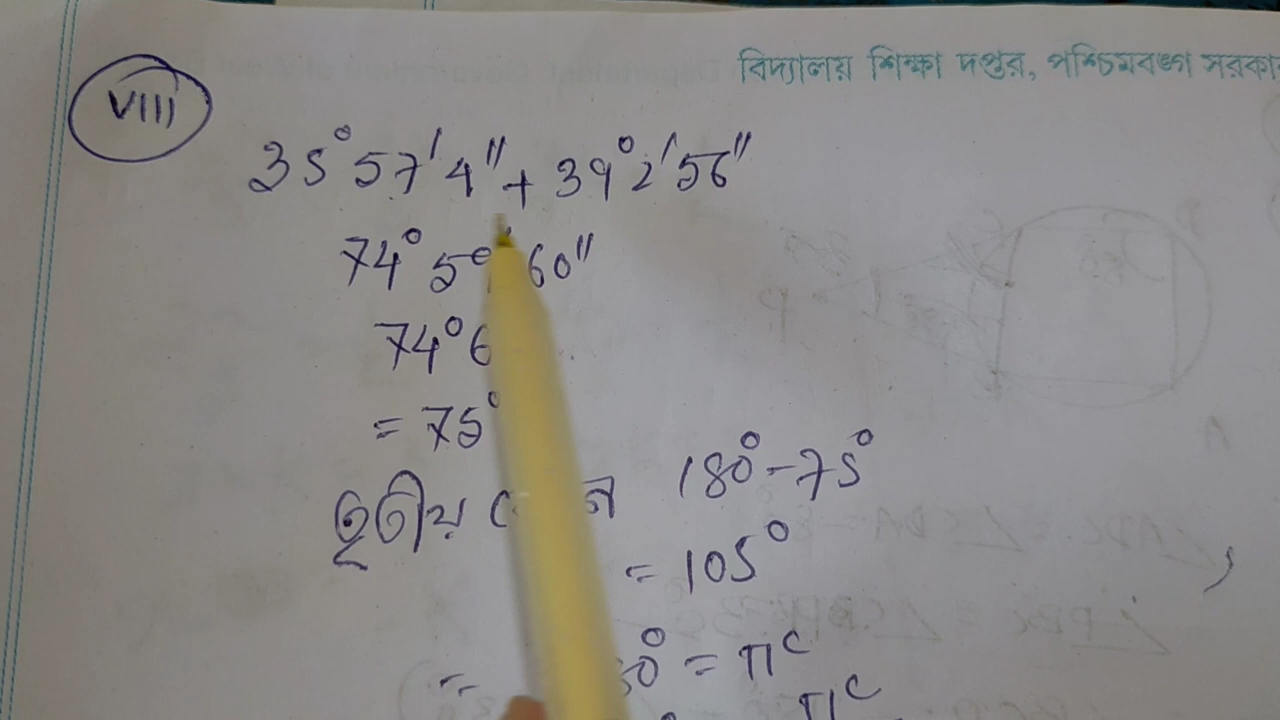 বিদ্যালয় শিক্ষা দপ্তর, পশ্চিমবঙ্গ সরকার
VIII
35° 57' 4" + 39° 2' 56"
74° 59' 60"
74° 6
= 75°
তৃতীয় 180° - 75°
= 105°
= 0° = π^c
π^c